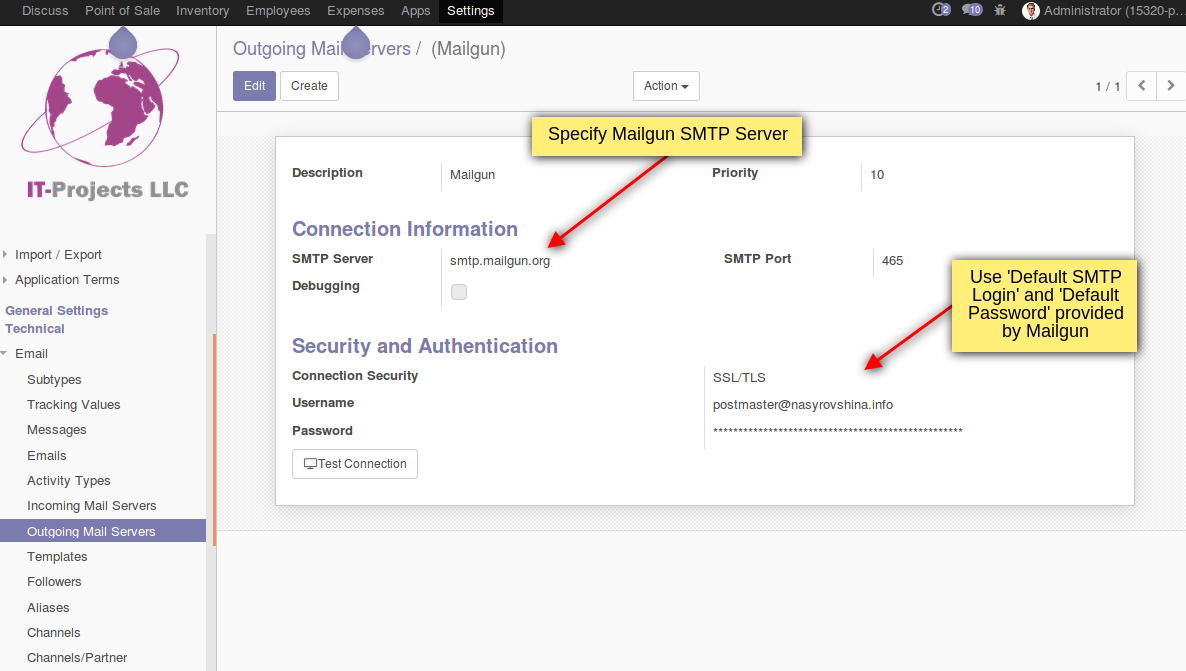 Discuss Point of Sale Inventory Employees Expenses Apps Settings 2 10 Administrator (15320-p...
IT-Projects LLC
Import / Export
Application Terms
General Settings
Technical
Email
Subtypes
Tracking Values
Messages
Emails
Activity Types
Incoming Mail Servers
Outgoing Mail Servers
Templates
Followers
Aliases
Channels
Channels/Partner
Outgoing Mail Servers / (Mailgun)
Edit Create Action 1 / 1
Specify Mailgun SMTP Server
Description Mailgun Priority 10
Connection Information
SMTP Server smtp.mailgun.org SMTP Port 465
Debugging
Use 'Default SMTP
Login' and 'Default
Password' provided
by Mailgun
Security and Authentication
Connection Security SSL/TLS
Username postmaster@nasyrovshina.info
Password **************************************************
Test Connection